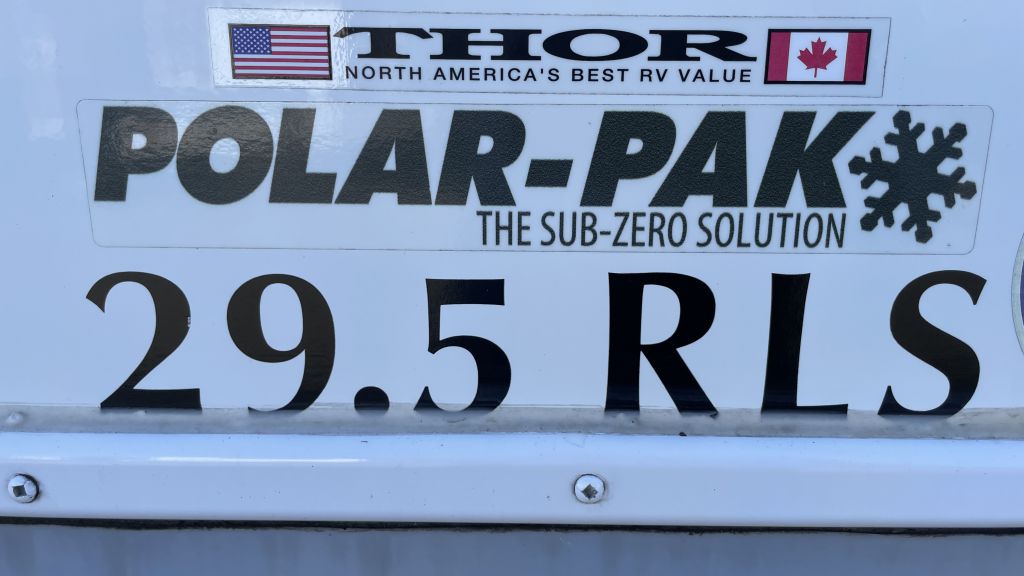 THOR
NORTH AMERICA'S BEST RV VALUE
POLAR-PAK
THE SUB-ZERO SOLUTION
29.5 RLS